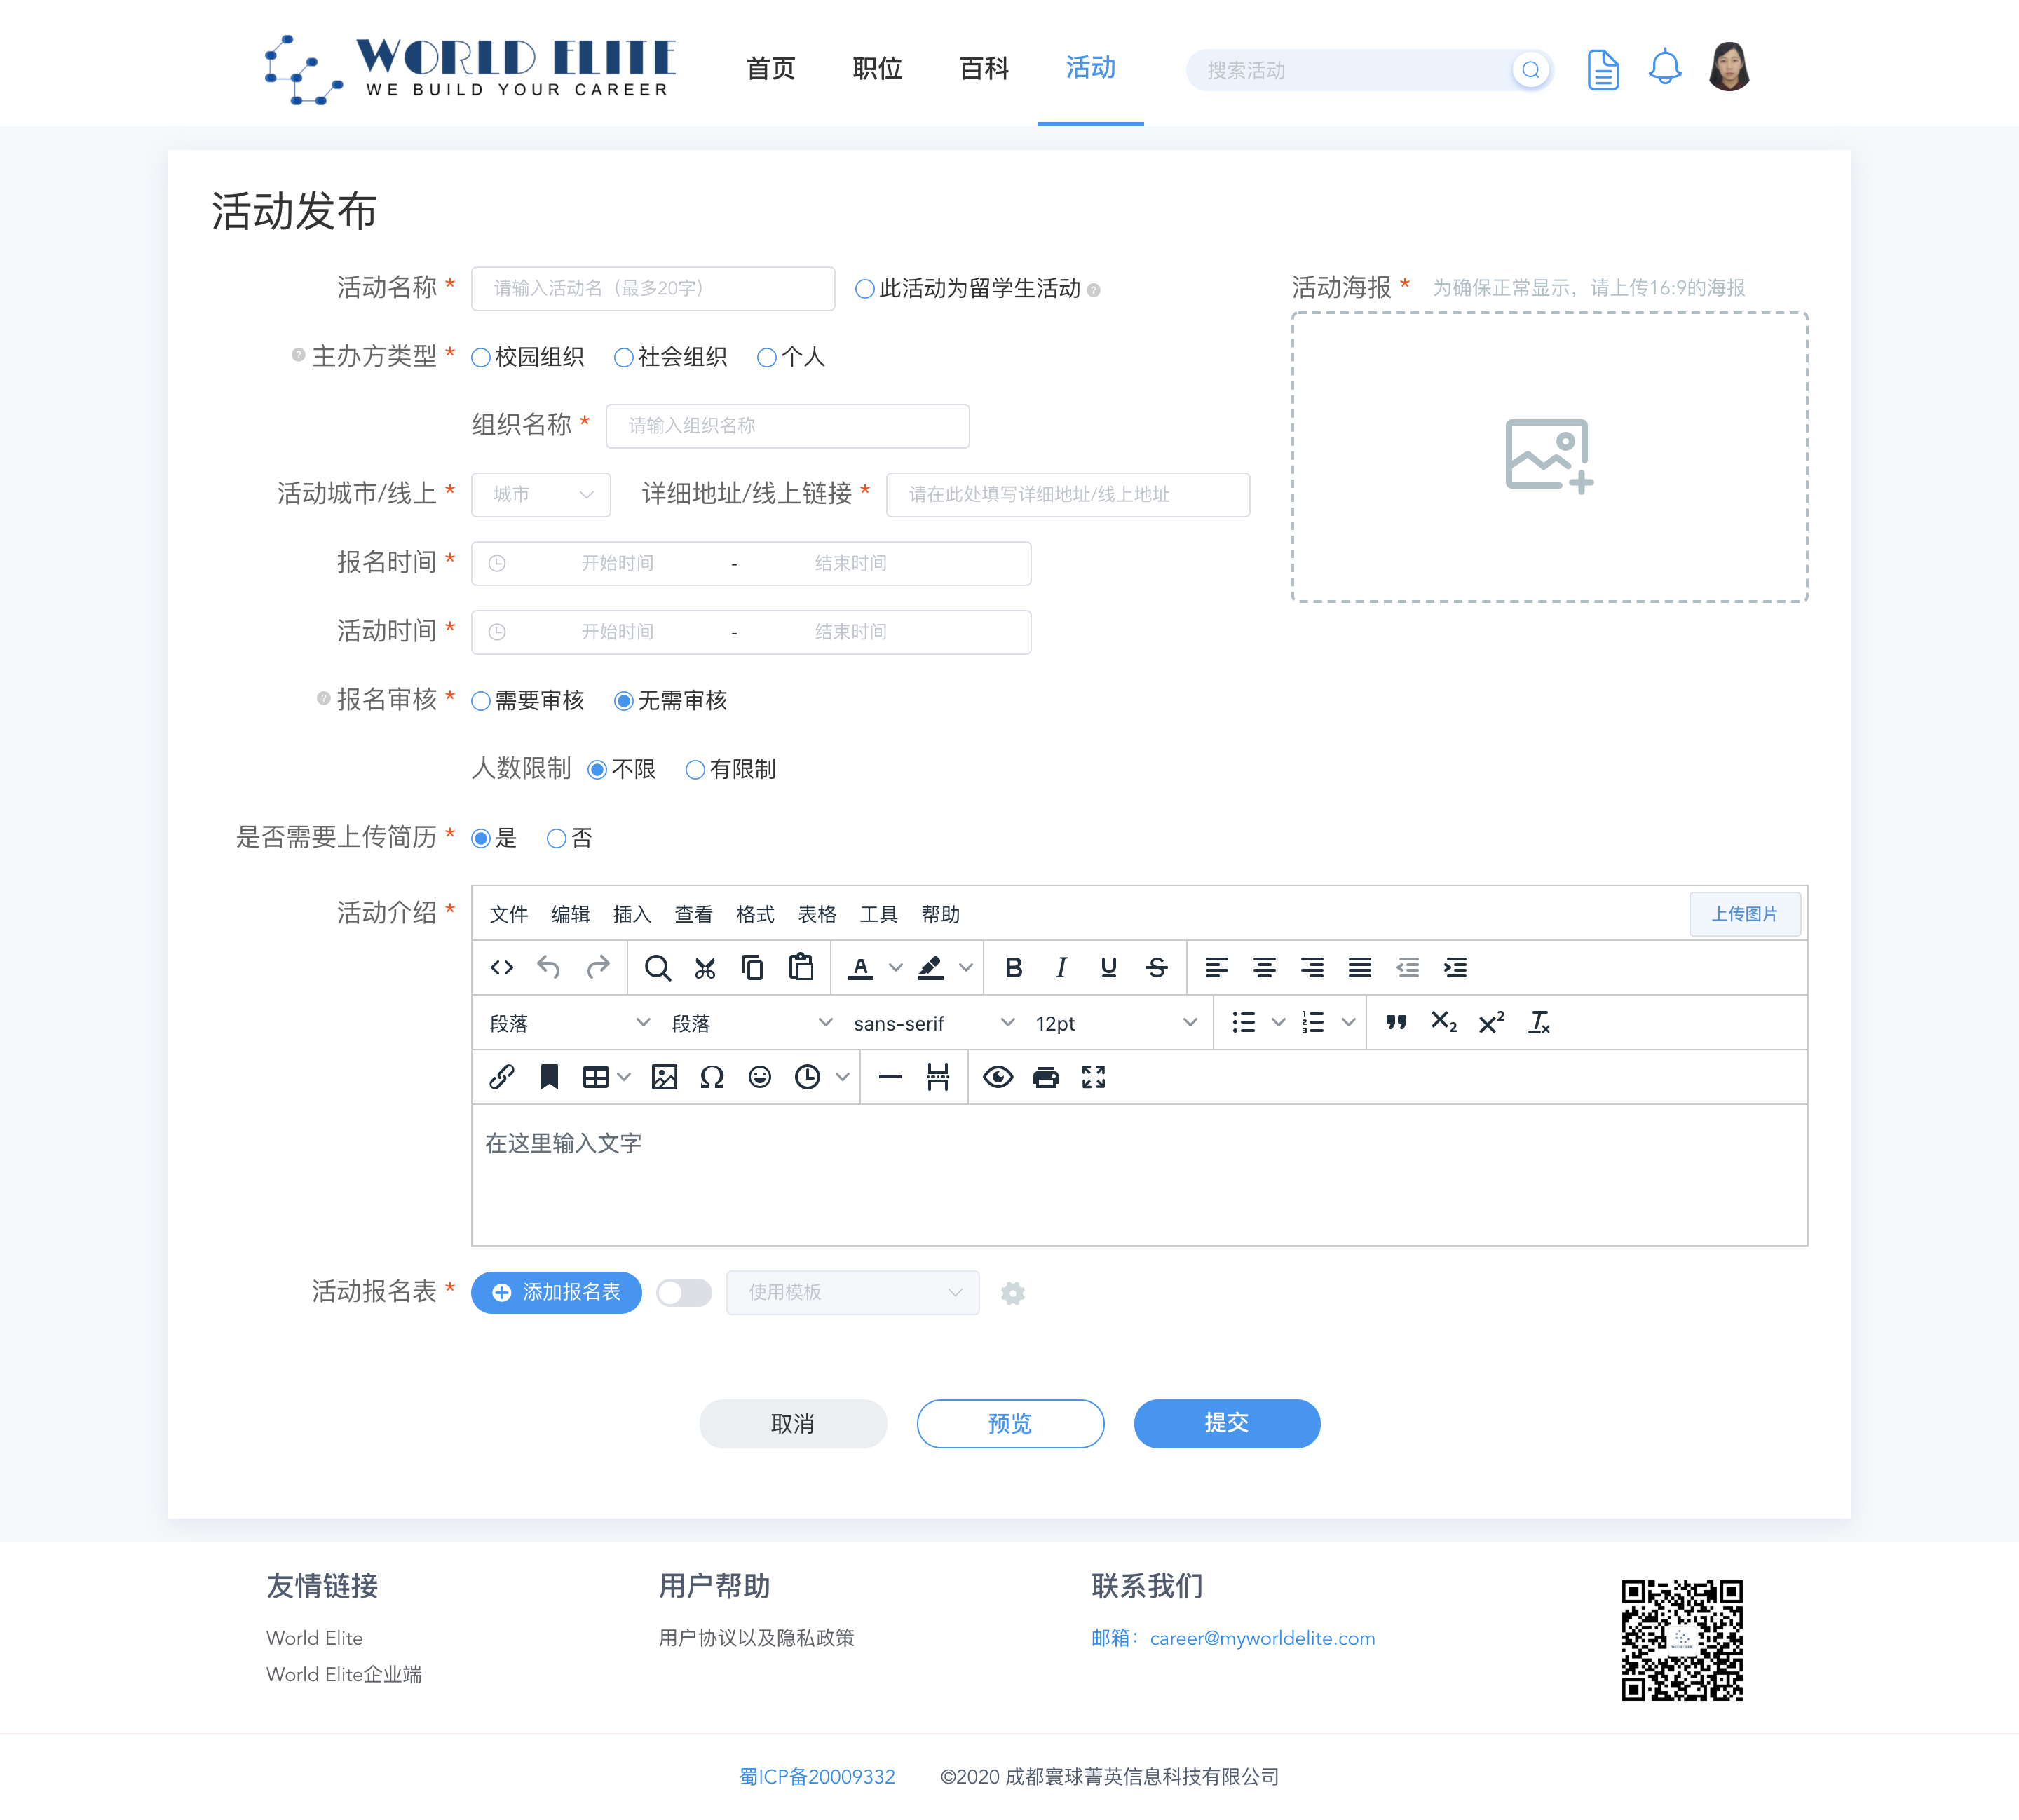 WORLD ELITE
WE BUILD YOUR CAREER
首页 职位 百科 活动
搜索活动
活动发布
活动名称 * 请输入活动名（最多20字） 此活动为留学生活动 ?
活动海报 * 为确保正常显示，请上传16:9的海报
? 主办方类型 * 校园组织 社会组织 个人
组织名称 * 请输入组织名称
活动城市/线上 * 城市 详细地址/线上链接 * 请在此处填写详细地址/线上地址
报名时间 * 开始时间 - 结束时间
活动时间 * 开始时间 - 结束时间
? 报名审核 * 需要审核 无需审核
人数限制 不限 有限制
是否需要上传简历 * 是 否
活动介绍 * 文件 编辑 插入 查看 格式 表格 工具 帮助 上传图片
段落 段落 sans-serif 12pt
在这里输入文字
活动报名表 * 添加报名表 使用模板
取消 预览 提交
友情链接 用户帮助 联系我们
World Elite 用户协议以及隐私政策 邮箱：career@myworldelite.com
World Elite企业端
蜀ICP备20009332 ©2020 成都寰球菁英信息科技有限公司